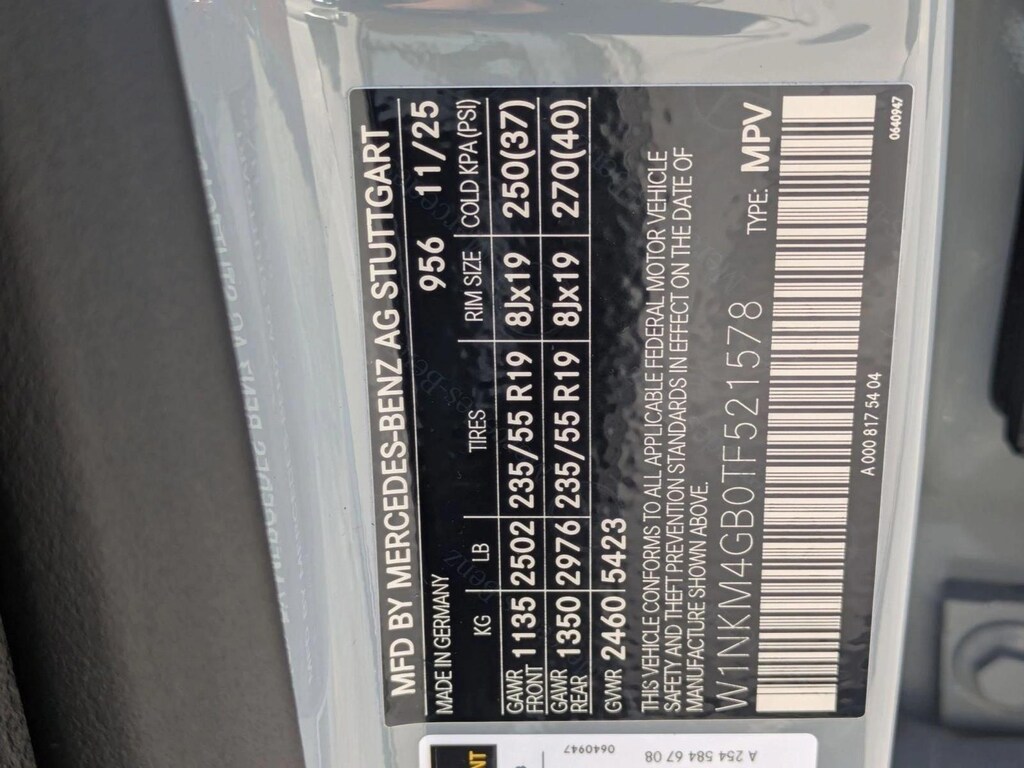 MFD BY MERCEDES-BENZ AG STUTTGART
MADE IN GERMANY 956 11/25
KG LB TIRES RIM SIZE COLD KPA(PSI)
GAWR FRONT 1135 2502 235/55 R19 8Jx19 250(37)
GAWR REAR 1350 2976 235/55 R19 8Jx19 270(40)
GVWR 2460 5423
THIS VEHICLE CONFORMS TO ALL APPLICABLE FEDERAL MOTOR VEHICLE
SAFETY AND THEFT PREVENTION STANDARDS IN EFFECT ON THE DATE OF
MANUFACTURE SHOWN ABOVE.
W1NKM4GB0TF521578 TYPE: MPV
A 000 817 54 04 0640947
0640947
A 254 584 67 08